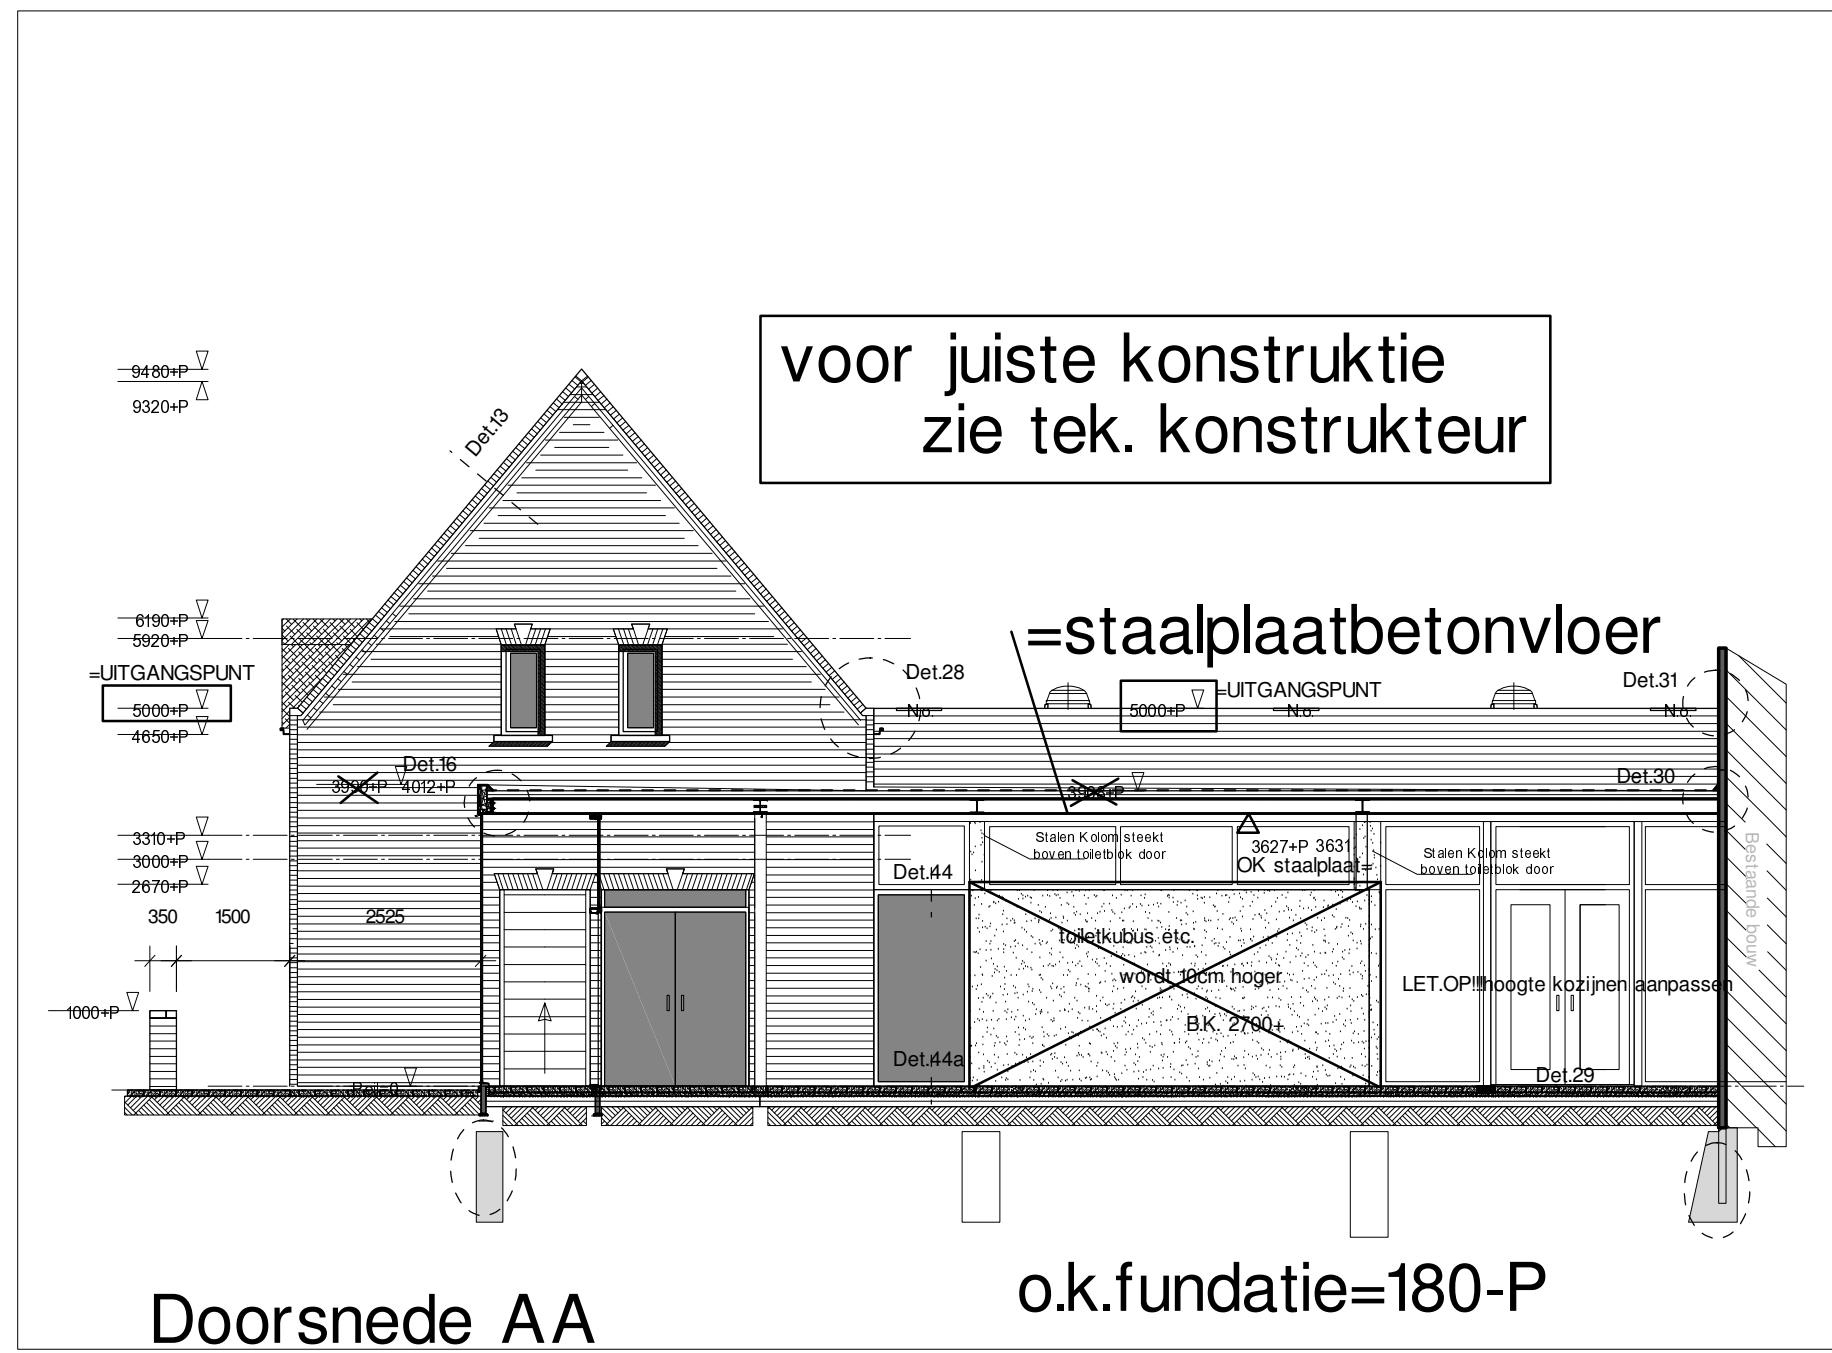 voor juiste konstruktie
zie tek. konstrukteur
9480+P
9320+P
Det.13
6190+P
5920+P
=staalplaatbetonvloer
=UITGANGSPUNT
5000+P
4650+P
Det.28
N.o.
5000+P
=UITGANGSPUNT
N.o.
Det.31
N.o.
Det.16
4012+P
Det.30
3310+P
3000+P
2670+P
Stalen Kolom steekt
boven toiletblok door
3627+P 3631
OK staalplaat=
Stalen Kolom steekt
boven toiletblok door
Bestaande bouw
Det.44
350
1500
2525
toiletkubus etc.
wordt 10cm hoger
B.K. 2700+
LET.OP!!!hoogte kozijnen aanpassen
1000+P
Det.44a
Det.29
Peil=0
o.k.fundatie=180-P
Doorsnede AA